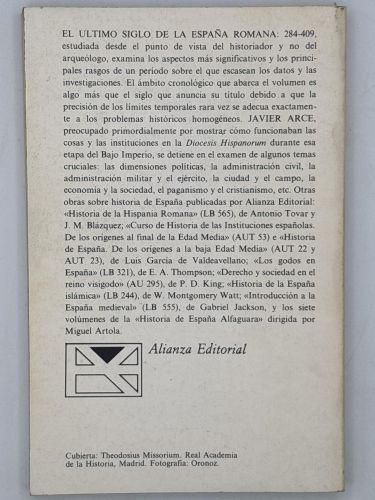 EL ULTIMO SIGLO DE LA ESPAÑA ROMANA: 284-409,
estudiada desde el punto de vista del historiador y no del
arqueólogo, examina los aspectos más significativos y los princi-
pales rasgos de un período sobre el que escasean los datos y las
investigaciones. El ámbito cronológico que abarca el volumen es
algo más que el siglo que anuncia su título debido a que la
precisión de los límites temporales rara vez se adecua exactamen-
te a los problemas históricos homogéneos. JAVIER ARCE,
preocupado primordialmente por mostrar cómo funcionaban las
cosas y las instituciones en la Diocesis Hispanorum durante esa
etapa del Bajo Imperio, se detiene en el examen de algunos temas
cruciales: las dimensiones políticas, la administración civil, la
administración militar y el ejército, la ciudad y el campo, la
economía y la sociedad, el paganismo y el cristianismo, etc. Otras
obras sobre historia de España publicadas por Alianza Editorial:
«Historia de la Hispania Romana» (LB 565), de Antonio Tovar y
J. M. Blázquez; «Curso de Historia de las Instituciones españolas.
De los orígenes al final de la Edad Media» (AUT 53) e «Historia
de España. De los orígenes a la baja Edad Media» (AUT 22 y
AUT 23), de Luis García de Valdeavellano; «Los godos en
España» (LB 321), de E. A. Thompson; «Derecho y sociedad en el
reino visigodo» (AU 295), de P. D. King; «Historia de la España
islámica» (LB 244), de W. Montgomery Watt; «Introducción a la
España medieval» (LB 555), de Gabriel Jackson, y los siete
volúmenes de la «Historia de España Alfaguara» dirigida por
Miguel Artola.
Alianza Editorial
Cubierta: Theodosius Missorium. Real Academia
de la Historia, Madrid. Fotografía: Oronoz.